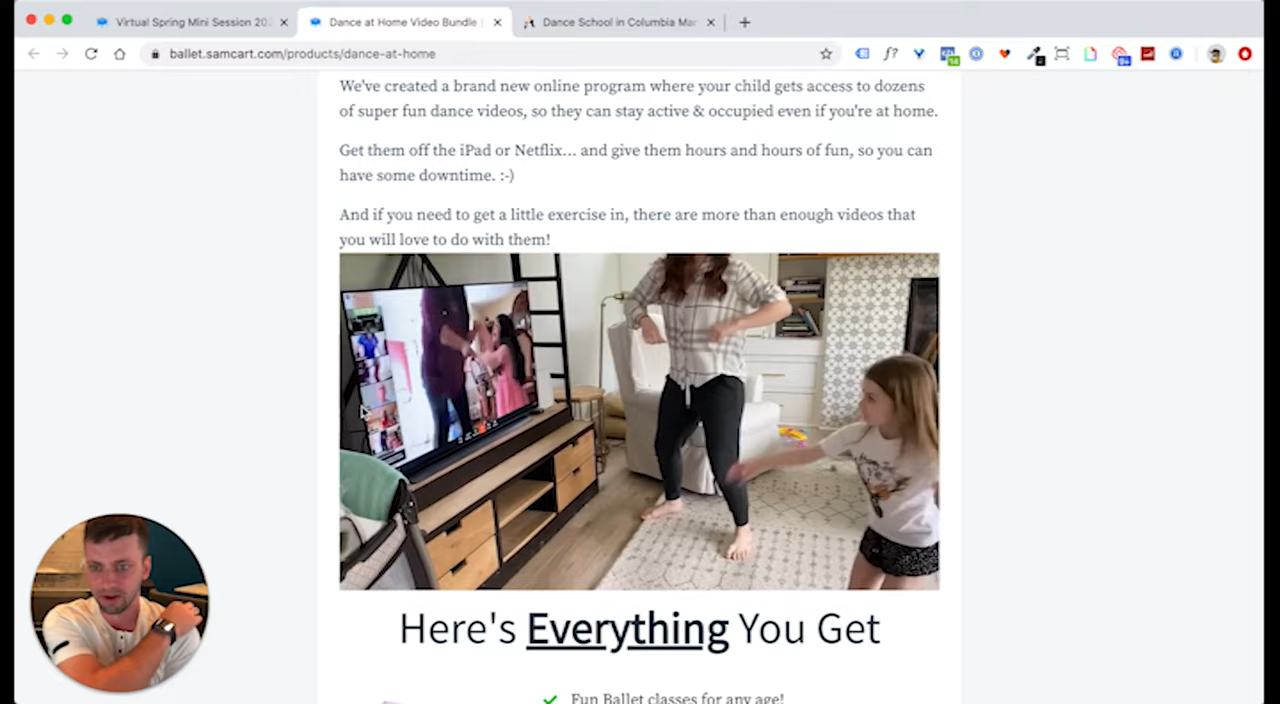 Virtual Spring Mini Session 202
Dance at Home Video Bundle |
Dance School in Columbia Mar
ballet.samcart.com/products/dance-at-home
f?
We've created a brand new online program where your child gets access to dozens
of super fun dance videos, so they can stay active & occupied even if you're at home.
Get them off the iPad or Netflix... and give them hours and hours of fun, so you can
have some downtime. :-)
And if you need to get a little exercise in, there are more than enough videos that
you will love to do with them!
Here's Everything You Get
Fun Ballet classes for any age!